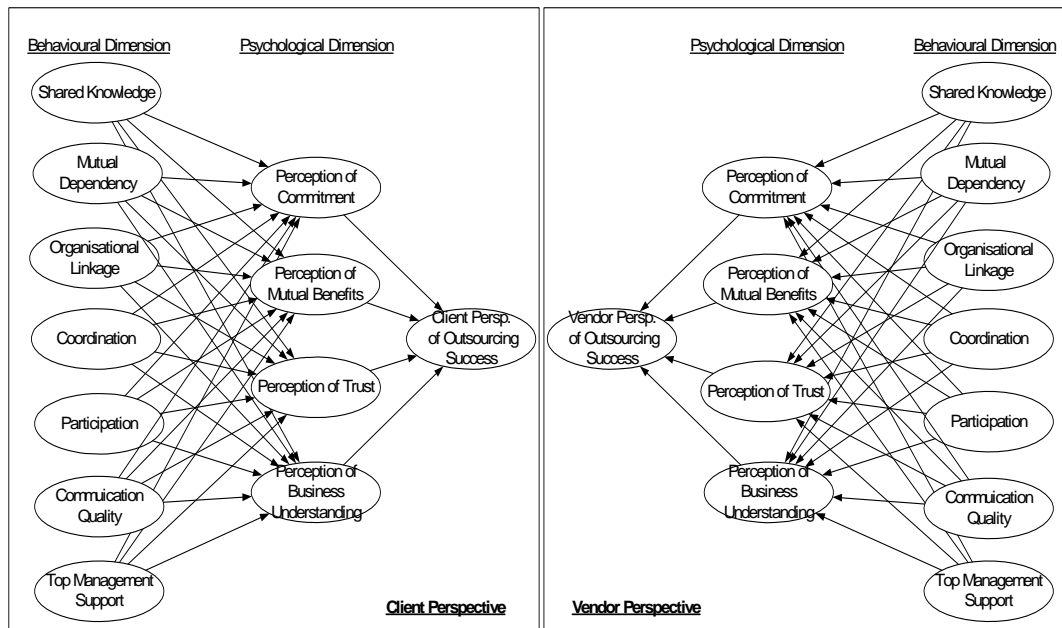 Behavioural Dimension
Psychological Dimension
Shared Knowledge
Mutual
Dependency
Organisational
Linkage
Coordination
Participation
Commuication
Quality
Top Management
Support
Perception of
Commitment
Perception of
Mutual Benefits
Perception of Trust
Perception of
Business
Understanding
Client Persp.
of Outsourcing
Success
Client Perspective
Psychological Dimension
Behavioural Dimension
Vendor Persp.
of Outsourcing
Success
Perception of
Commitment
Perception of
Mutual Benefits
Perception of Trust
Perception of
Business
Understanding
Shared Knowledge
Mutual
Dependency
Organisational
Linkage
Coordination
Participation
Commuication
Quality
Top Management
Support
Vendor Perspective